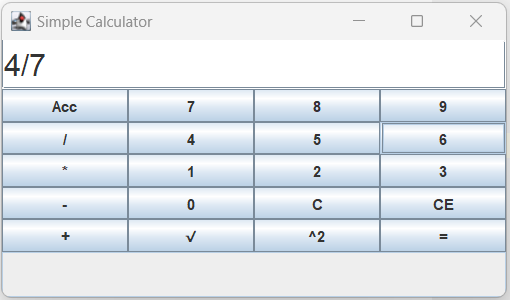 Simple Calculator
4/7
Acc 7 8 9
/ 4 5 6
* 1 2 3
- 0 C CE
+ √ ^2 =